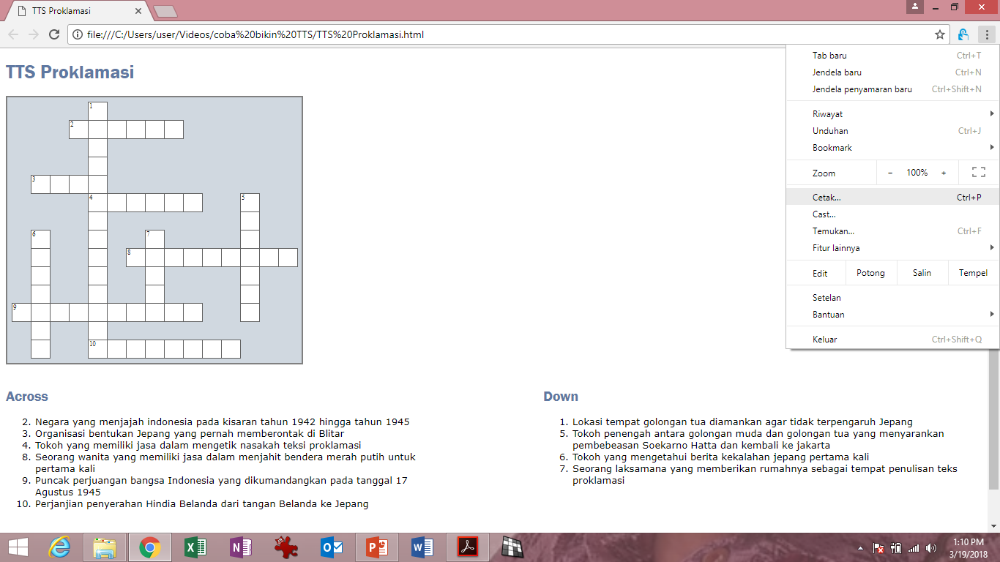 TTS Proklamasi
file:///C:/Users/user/Videos/coba%20bikin%20TTS/TTS%20Proklamasi.html
Tab baru Ctrl+T
Jendela baru Ctrl+N
Jendela penyamaran baru Ctrl+Shift+N
Riwayat
Unduhan Ctrl+J
Bookmark
Zoom − 100% +
Cetak... Ctrl+P
Cast...
Temukan... Ctrl+F
Fitur lainnya
Edit Potong Salin Tempel
Setelan
Bantuan
Keluar Ctrl+Shift+Q
TTS Proklamasi
1
2
3
4 5
6 7
8
9
10
Across
2. Negara yang menjajah indonesia pada kisaran tahun 1942 hingga tahun 1945
3. Organisasi bentukan Jepang yang pernah memberontak di Blitar
4. Tokoh yang memiliki jasa dalam mengetik nasakah teksi proklamasi
8. Seorang wanita yang memiliki jasa dalam menjahit bendera merah putih untuk
pertama kali
9. Puncak perjuangan bangsa Indonesia yang dikumandangkan pada tanggal 17
Agustus 1945
10. Perjanjian penyerahan Hindia Belanda dari tangan Belanda ke Jepang
Down
1. Lokasi tempat golongan tua diamankan agar tidak terpengaruh Jepang
5. Tokoh penengah antara golongan muda dan golongan tua yang menyarankan
pembebeasan Soekarno Hatta dan kembali ke jakarta
6. Tokoh yang mengetahui berita kekalahan jepang pertama kali
7. Seorang laksamana yang memberikan rumahnya sebagai tempat penulisan teks
proklamasi
1:10 PM
3/19/2018